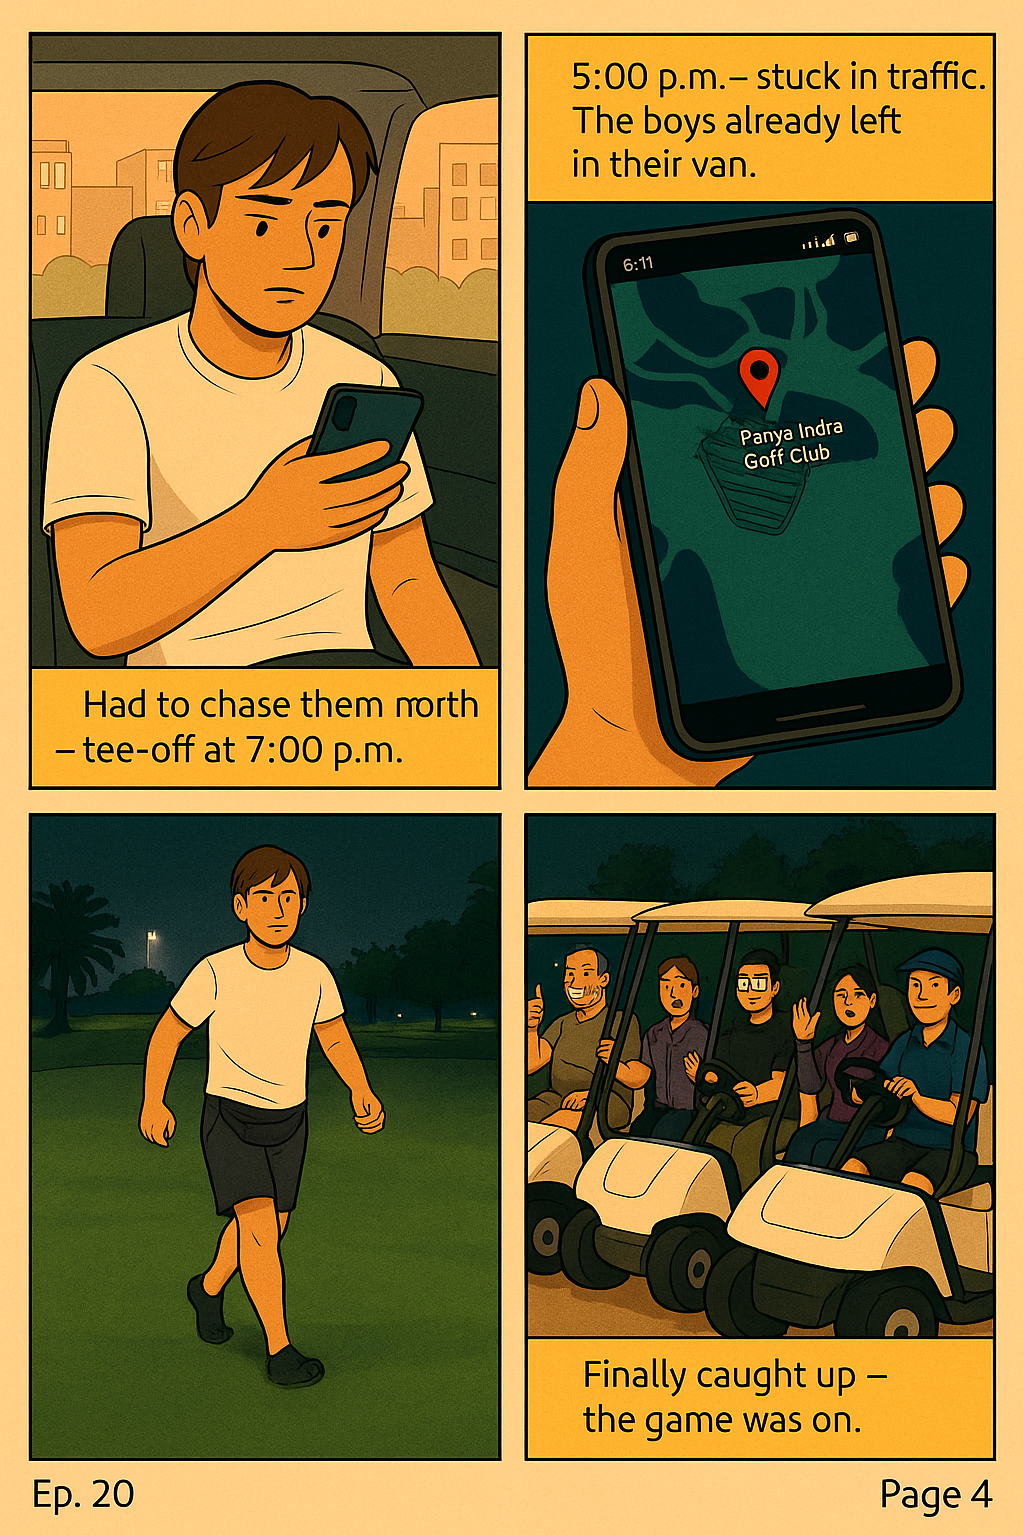 Had to chase them morth
– tee-off at 7:00 p.m.
5:00 p.m. – stuck in traffic.
The boys already left
in their van.
6:11
Panya Indra
Goff Club
Finally caught up –
the game was on.
Ep. 20
Page 4